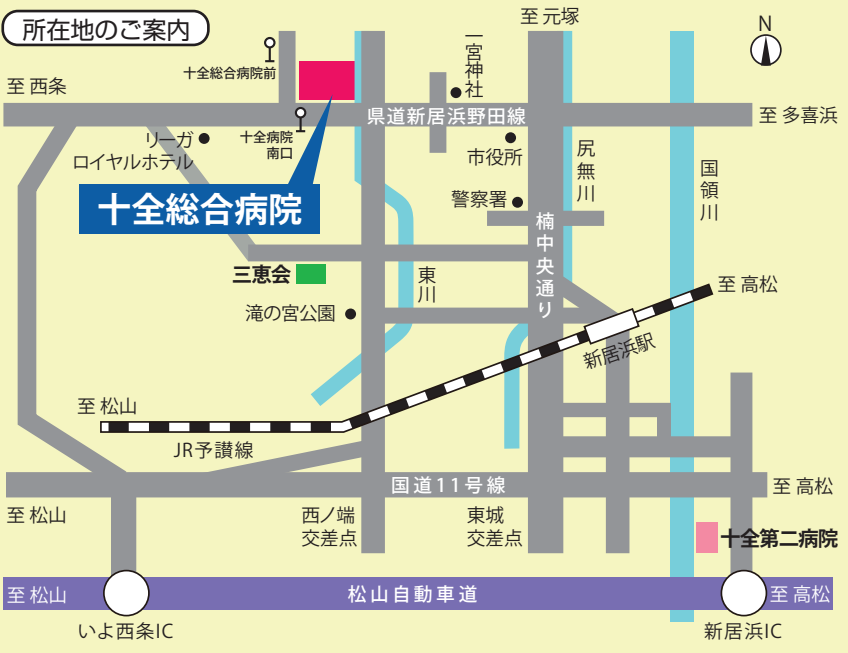 所在地のご案内
至 元塚
N
十全総合病院前
一宮神社
至 西条
県道新居浜野田線
至 多喜浜
リーガ
ロイヤルホテル
十全病院
南口
市役所
尻無川
国領川
十全総合病院
警察署
楠中央通り
三恵会
東川
至 高松
滝の宮公園
新居浜駅
至 松山
JR予讃線
国道11号線
至 高松
至 松山
西ノ端
交差点
東城
交差点
十全第二病院
至 松山
松山自動車道
至 高松
いよ西条IC
新居浜IC